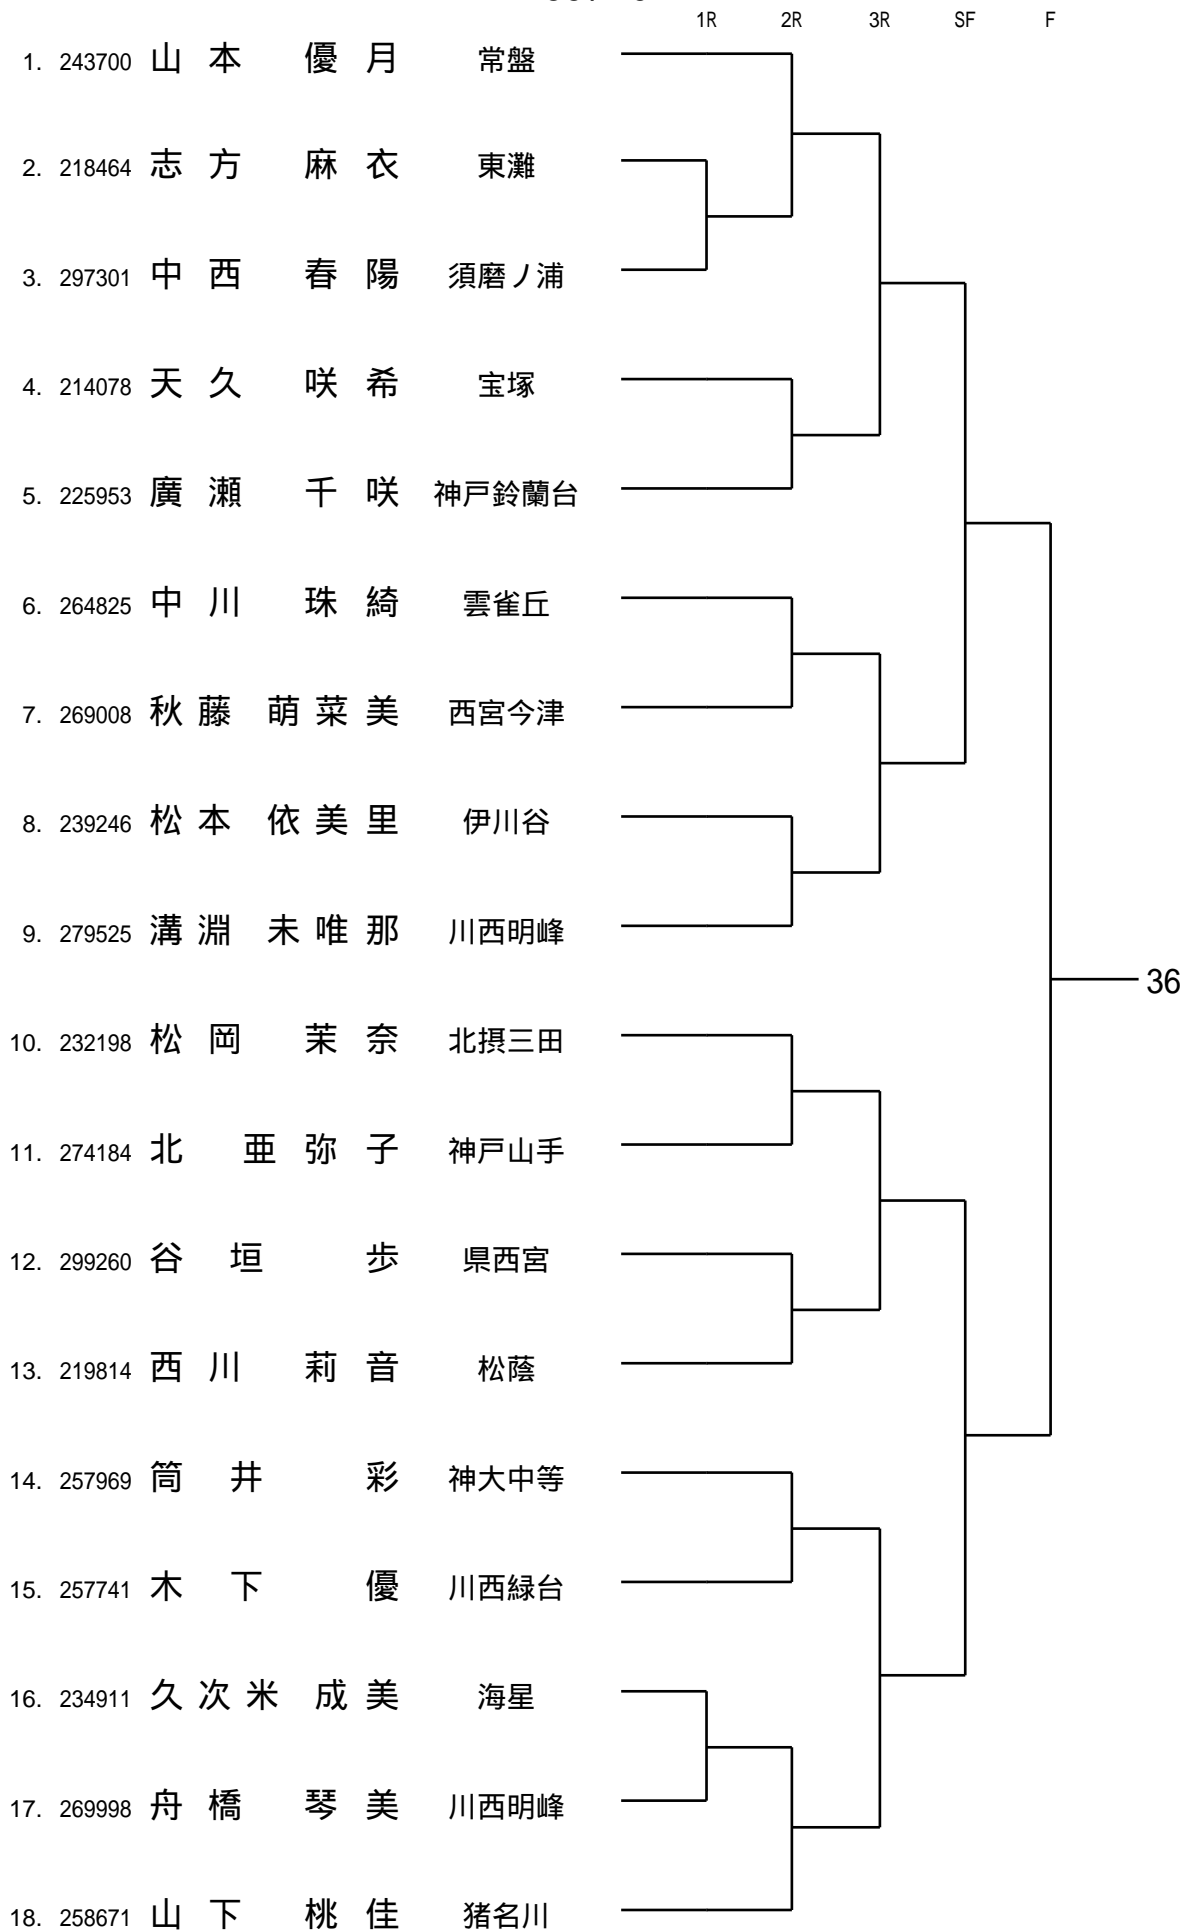 1R 2R 3R SF F
1. 243700 山本 優月 常盤
2. 218464 志方 麻衣 東灘
3. 297301 中西 春陽 須磨ノ浦
4. 214078 天久 咲希 宝塚
5. 225953 廣瀬 千咲 神戸鈴蘭台
6. 264825 中川 珠綺 雲雀丘
7. 269008 秋藤 萌菜美 西宮今津
8. 239246 松本 依美里 伊川谷
9. 279525 溝淵 未唯那 川西明峰
36
10. 232198 松岡 茉奈 北摂三田
11. 274184 北 亜弥子 神戸山手
12. 299260 谷垣 歩 県西宮
13. 219814 西川 莉音 松蔭
14. 257969 筒井 彩 神大中等
15. 257741 木下 優 川西緑台
16. 234911 久次米 成美 海星
17. 269998 舟橋 琴美 川西明峰
18. 258671 山下 桃佳 猪名川